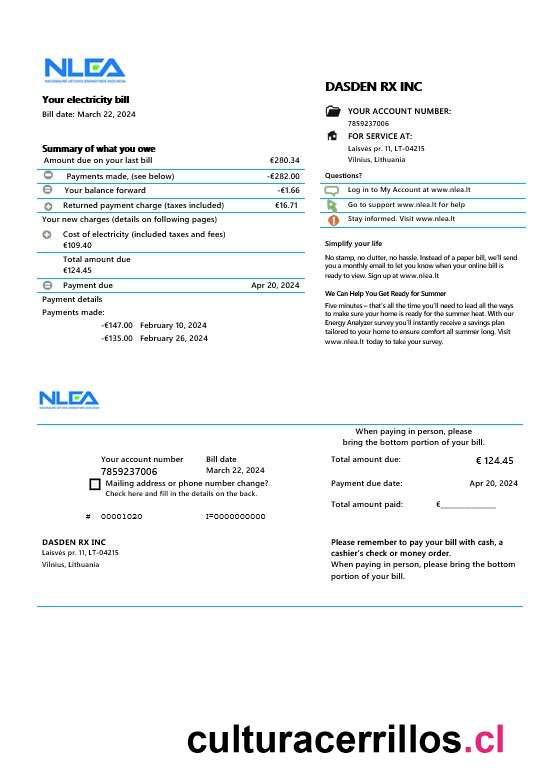 NLEA
Your electricity bill
Bill date: March 22, 2024
Summary of what you owe
Amount due on your last bill €280.34
Payments made, (see below) -€282.00
Your balance forward -€1.66
Returned payment charge (taxes included) €16.71
Your new charges (details on following pages)
Cost of electricity (included taxes and fees)
€109.40
Total amount due
€124.45
Payment due Apr 20, 2024
Payment details
Payments made:
-€147.00 February 10, 2024
-€135.00 February 26, 2024
DASDEN RX INC
YOUR ACCOUNT NUMBER:
7859237006
FOR SERVICE AT:
Laisvės pr. 11, LT-04215
Vilnius, Lithuania
Questions?
Log in to My Account at www.nlea.lt
Go to support www.nlea.lt for help
Stay informed. Visit www.nlea.lt
Simplify your life
No stamp, no clutter, no hassle. Instead of a paper bill, we'll send
you a monthly email to let you know when your online bill is
ready to view. Sign up at www.nlea.lt
We Can Help You Get Ready for Summer
Five minutes – that's all the time you'll need to lead all the ways
to make sure your home is ready for the summer heat. With our
Energy Analyzer survey you'll instantly receive a savings plan
tailored to your home to ensure comfort all summer long. Visit
www.nlea.lt today to take your survey.
NLEA
Your account number Bill date
7859237006 March 22, 2024
Mailing address or phone number change?
Check here and fill in the details on the back.
# 00001020 I=0000000000
DASDEN RX INC
Laisvės pr. 11, LT-04215
Vilnius, Lithuania
When paying in person, please
bring the bottom portion of your bill.
Total amount due: € 124.45
Payment due date: Apr 20, 2024
Total amount paid: €______________
Please remember to pay your bill with cash, a
cashier's check or money order.
When paying in person, please bring the bottom
portion of your bill.
culturacerrillos.cl